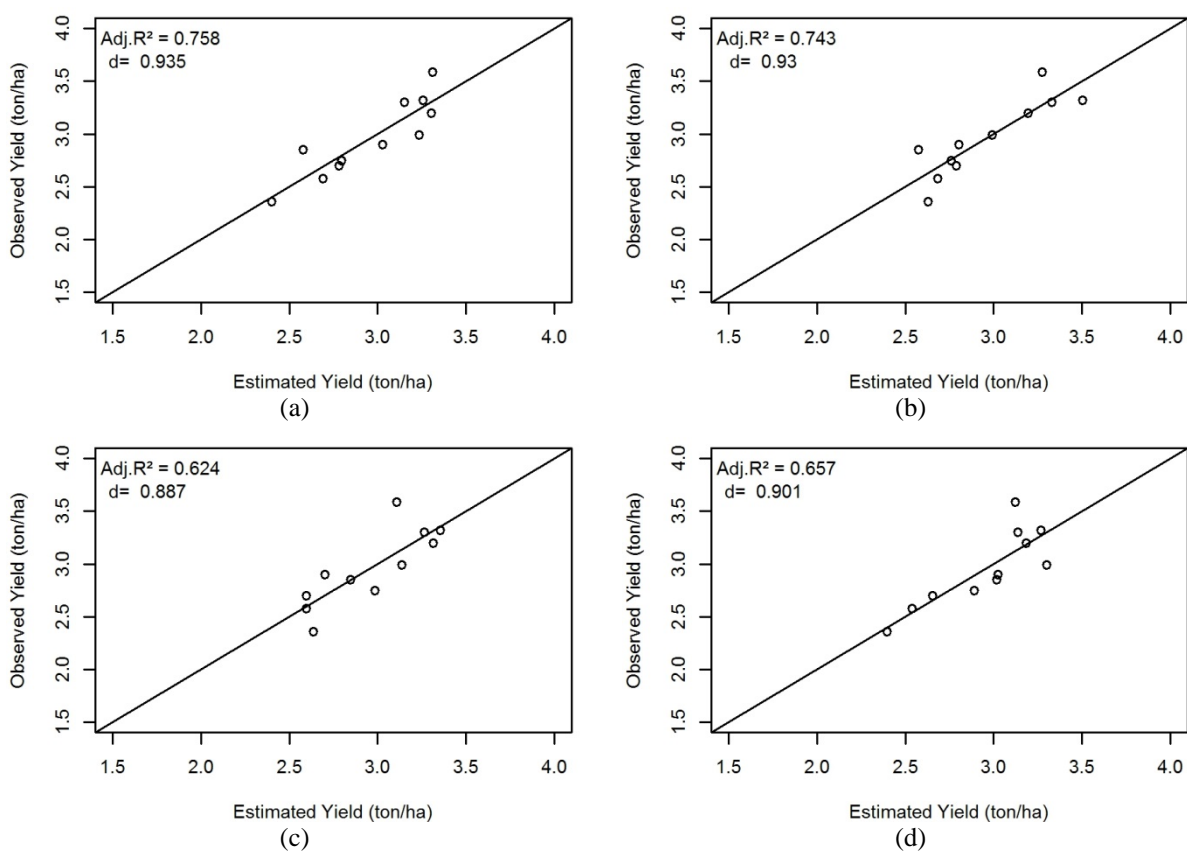 Adj.R² = 0.758
d= 0.935
4.0
3.5
3.0
2.5
2.0
1.5
Observed Yield (ton/ha)
1.5 2.0 2.5 3.0 3.5 4.0
Estimated Yield (ton/ha)
(a)
Adj.R² = 0.743
d= 0.93
4.0
3.5
3.0
2.5
2.0
1.5
Observed Yield (ton/ha)
1.5 2.0 2.5 3.0 3.5 4.0
Estimated Yield (ton/ha)
(b)
Adj.R² = 0.624
d= 0.887
4.0
3.5
3.0
2.5
2.0
1.5
Observed Yield (ton/ha)
1.5 2.0 2.5 3.0 3.5 4.0
Estimated Yield (ton/ha)
(c)
Adj.R² = 0.657
d= 0.901
4.0
3.5
3.0
2.5
2.0
1.5
Observed Yield (ton/ha)
1.5 2.0 2.5 3.0 3.5 4.0
Estimated Yield (ton/ha)
(d)